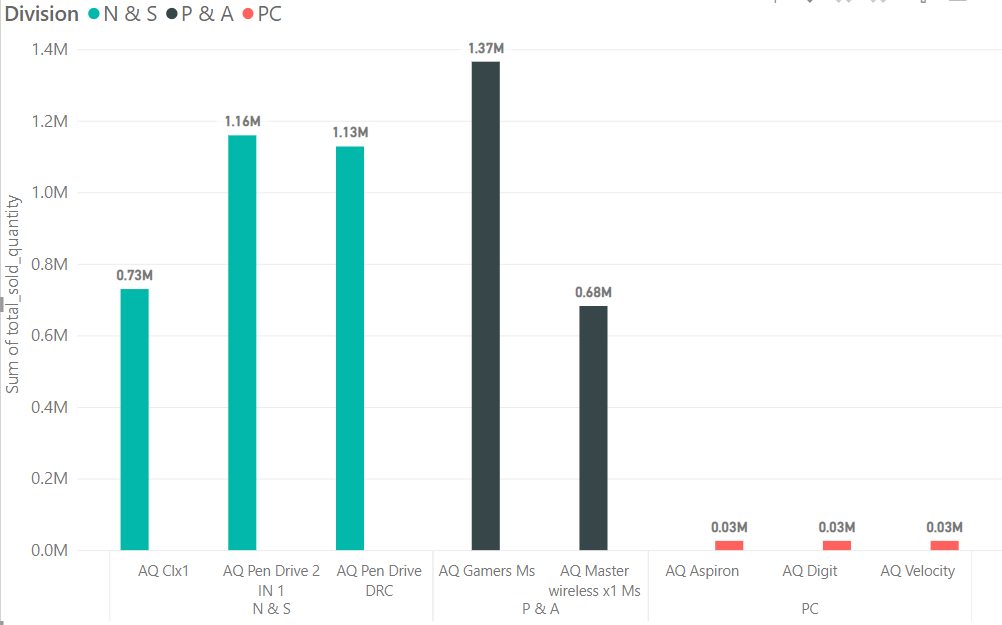 Division N & S P & A PC
1.4M
1.2M
1.0M
0.8M
0.6M
0.4M
0.2M
0.0M
Sum of total_sold_quantity
0.73M
1.16M
1.13M
1.37M
0.68M
0.03M
0.03M
0.03M
AQ Clx1
AQ Pen Drive 2
IN 1
AQ Pen Drive
DRC
AQ Gamers Ms
AQ Master
wireless x1 Ms
AQ Aspiron
AQ Digit
AQ Velocity
N & S
P & A
PC